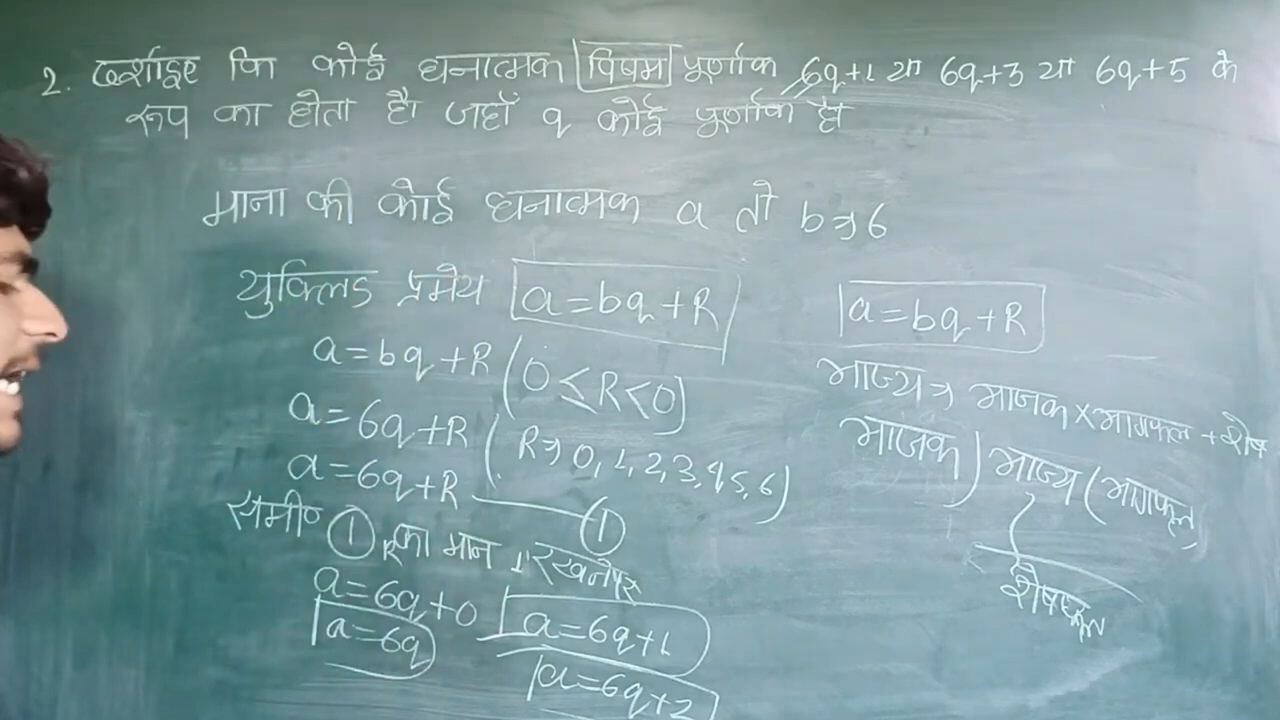 2. दर्शाइए कि कोई धनात्मक विषम पूर्णांक 6q+1 या 6q+3 या 6q+5 के
रूप का होता है। जहाँ q कोई पूर्णांक है।
माना की कोई धनात्मक a तो b→6
युक्लिड प्रमेय a=bq+R
a=bq+R (0≤R<0)
a=6q+R (R→0,1,2,3,4,5,6)
a=6q+R ——①
समी० ① R का मान 1 रखनेपर
a=6q+0 a=6q+1
a=6q
a=6q+2
a=bq+R
भाज्य→ भाजक×भागफल+शेष
भाजक) भाज्य (भागफल
शेषफल